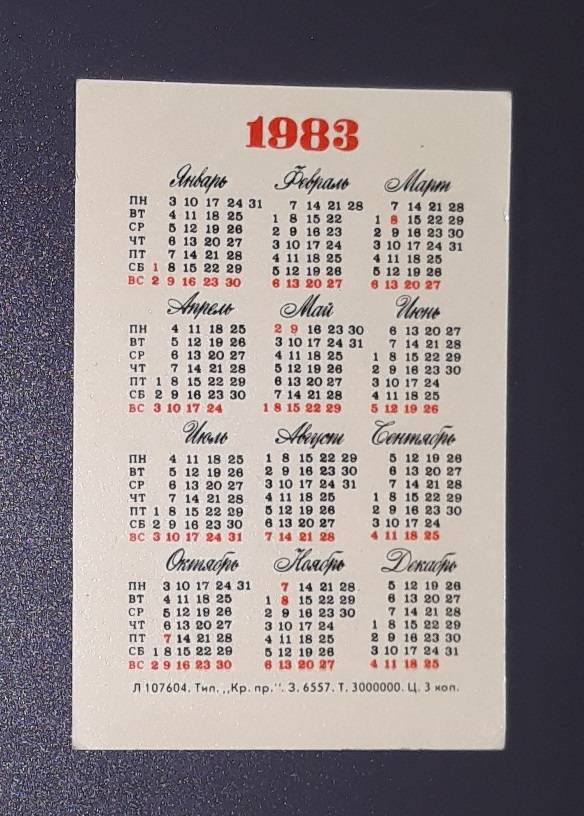 1983
Январь Февраль Март
ПН 3 10 17 24 31 7 14 21 28 7 14 21 28
ВТ 4 11 18 25 1 8 15 22 1 8 15 22 29
СР 5 12 19 26 2 9 16 23 2 9 16 23 30
ЧТ 6 13 20 27 3 10 17 24 3 10 17 24 31
ПТ 7 14 21 28 4 11 18 25 4 11 18 25
СБ 1 8 15 22 29 5 12 19 26 5 12 19 26
ВС 2 9 16 23 30 6 13 20 27 6 13 20 27
Апрель Май Июнь
ПН 4 11 18 25 2 9 16 23 30 6 13 20 27
ВТ 5 12 19 26 3 10 17 24 31 7 14 21 28
СР 6 13 20 27 4 11 18 25 1 8 15 22 29
ЧТ 7 14 21 28 5 12 19 26 2 9 16 23 30
ПТ 1 8 15 22 29 6 13 20 27 3 10 17 24
СБ 2 9 16 23 30 7 14 21 28 4 11 18 25
ВС 3 10 17 24 1 8 15 22 29 5 12 19 26
Июль Август Сентябрь
ПН 4 11 18 25 1 8 15 22 29 5 12 19 26
ВТ 5 12 19 26 2 9 16 23 30 6 13 20 27
СР 6 13 20 27 3 10 17 24 31 7 14 21 28
ЧТ 7 14 21 28 4 11 18 25 1 8 15 22 29
ПТ 1 8 15 22 29 5 12 19 26 2 9 16 23 30
СБ 2 9 16 23 30 6 13 20 27 3 10 17 24
ВС 3 10 17 24 31 7 14 21 28 4 11 18 25
Октябрь Ноябрь Декабрь
ПН 3 10 17 24 31 7 14 21 28 5 12 19 26
ВТ 4 11 18 25 1 8 15 22 29 6 13 20 27
СР 5 12 19 26 2 9 16 23 30 7 14 21 28
ЧТ 6 13 20 27 3 10 17 24 1 8 15 22 29
ПТ 7 14 21 28 4 11 18 25 2 9 16 23 30
СБ 1 8 15 22 29 5 12 19 26 3 10 17 24 31
ВС 2 9 16 23 30 6 13 20 27 4 11 18 25
Л 107604. Тип. „Кр. пр.". З. 6557. Т. 3000000. Ц. 3 коп.